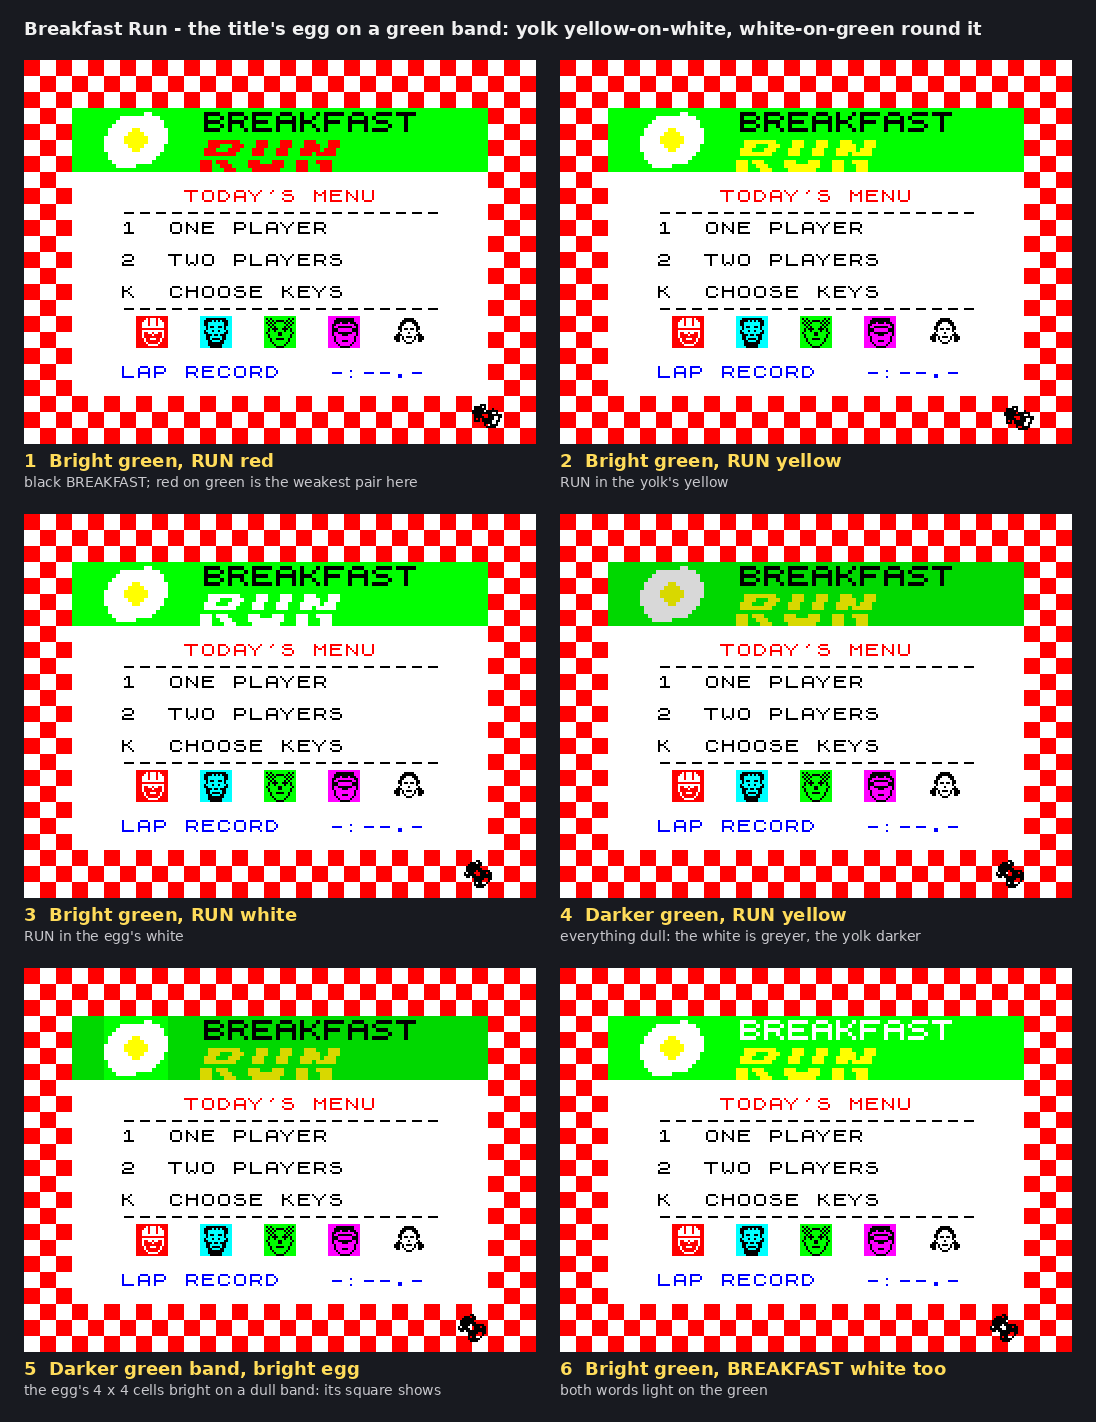 Breakfast Run - the title's egg on a green band: yolk yellow-on-white, white-on-green round it
BREAKFAST
RUN
TODAY'S MENU
1 ONE PLAYER
2 TWO PLAYERS
K CHOOSE KEYS
LAP RECORD -:--.-
1 Bright green, RUN red
black BREAKFAST; red on green is the weakest pair here
BREAKFAST
RUN
TODAY'S MENU
1 ONE PLAYER
2 TWO PLAYERS
K CHOOSE KEYS
LAP RECORD -:--.-
2 Bright green, RUN yellow
RUN in the yolk's yellow
BREAKFAST
RUN
TODAY'S MENU
1 ONE PLAYER
2 TWO PLAYERS
K CHOOSE KEYS
LAP RECORD -:--.-
3 Bright green, RUN white
RUN in the egg's white
BREAKFAST
RUN
TODAY'S MENU
1 ONE PLAYER
2 TWO PLAYERS
K CHOOSE KEYS
LAP RECORD -:--.-
4 Darker green, RUN yellow
everything dull: the white is greyer, the yolk darker
BREAKFAST
RUN
TODAY'S MENU
1 ONE PLAYER
2 TWO PLAYERS
K CHOOSE KEYS
LAP RECORD -:--.-
5 Darker green band, bright egg
the egg's 4 x 4 cells bright on a dull band: its square shows
BREAKFAST
RUN
TODAY'S MENU
1 ONE PLAYER
2 TWO PLAYERS
K CHOOSE KEYS
LAP RECORD -:--.-
6 Bright green, BREAKFAST white too
both words light on the green